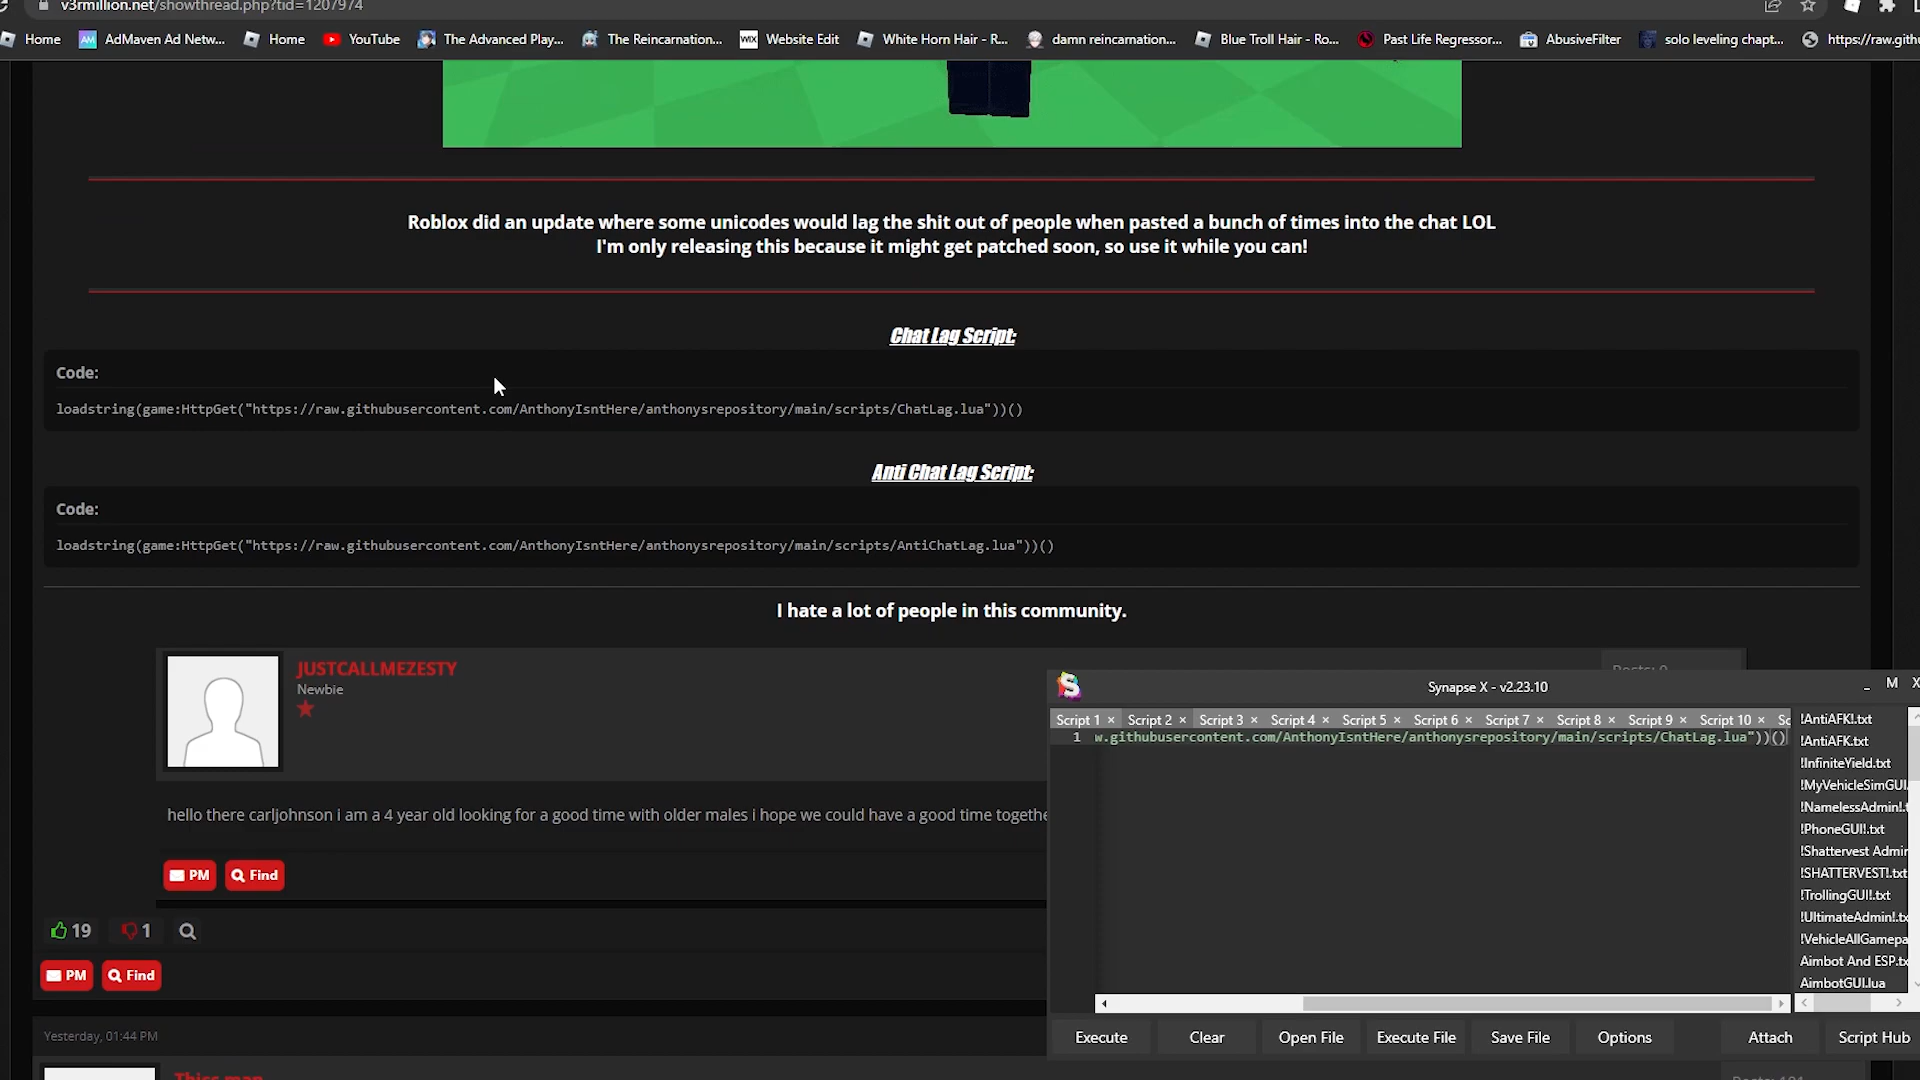 v3rmillion.net/showthread.php?tid=1207974
Home AdMaven Ad Netw... Home YouTube The Advanced Play... The Reincarnation... Website Edit White Horn Hair - R... damn reincarnation... Blue Troll Hair - Ro... Past Life Regressor... AbusiveFilter solo leveling chapt... https://raw.githu
Roblox did an update where some unicodes would lag the shit out of people when pasted a bunch of times into the chat LOL
I'm only releasing this because it might get patched soon, so use it while you can!
Chat Lag Script:
Code:
loadstring(game:HttpGet("https://raw.githubusercontent.com/AnthonyIsntHere/anthonysrepository/main/scripts/ChatLag.lua"))()
Anti Chat Lag Script:
Code:
loadstring(game:HttpGet("https://raw.githubusercontent.com/AnthonyIsntHere/anthonysrepository/main/scripts/AntiChatLag.lua"))()
I hate a lot of people in this community.
JUSTCALLMEZESTY
Newbie
Posts: 0
hello there carljohnson i am a 4 year old looking for a good time with older males i hope we could have a good time togethe
PM Find
19 1
PM Find
Yesterday, 01:44 PM
Thicc man
Synapse X - v2.23.10
M X
Script 1 × Script 2 × Script 3 × Script 4 × Script 5 × Script 6 × Script 7 × Script 8 × Script 9 × Script 10 × Sc
1 w.githubusercontent.com/AnthonyIsntHere/anthonysrepository/main/scripts/ChatLag.lua"))()
!AntiAFK!.txt
!AntiAFK.txt
!InfiniteYield.txt
!MyVehicleSimGUI
!NamelessAdmin!.t
!PhoneGUI!.txt
!Shattervest Admin
!SHATTERVEST!.txt
!TrollingGUI!.txt
!UltimateAdmin!.tx
!VehicleAllGamepa
Aimbot And ESP.tx
AimbotGUI.lua
Execute Clear Open File Execute File Save File Options Attach Script Hub